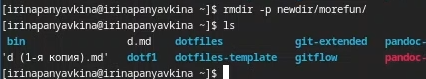 [irinapanyavkina@irinapanyavkina ~]$ rmdir -p newdir/morefun/
[irinapanyavkina@irinapanyavkina ~]$ ls
bin d.md dotfiles git-extended pandoc-
'd (1-я копия).md' dotf1 dotfiles-template gitflow pandoc-
[irinapanyavkina@irinapanyavkina ~]$